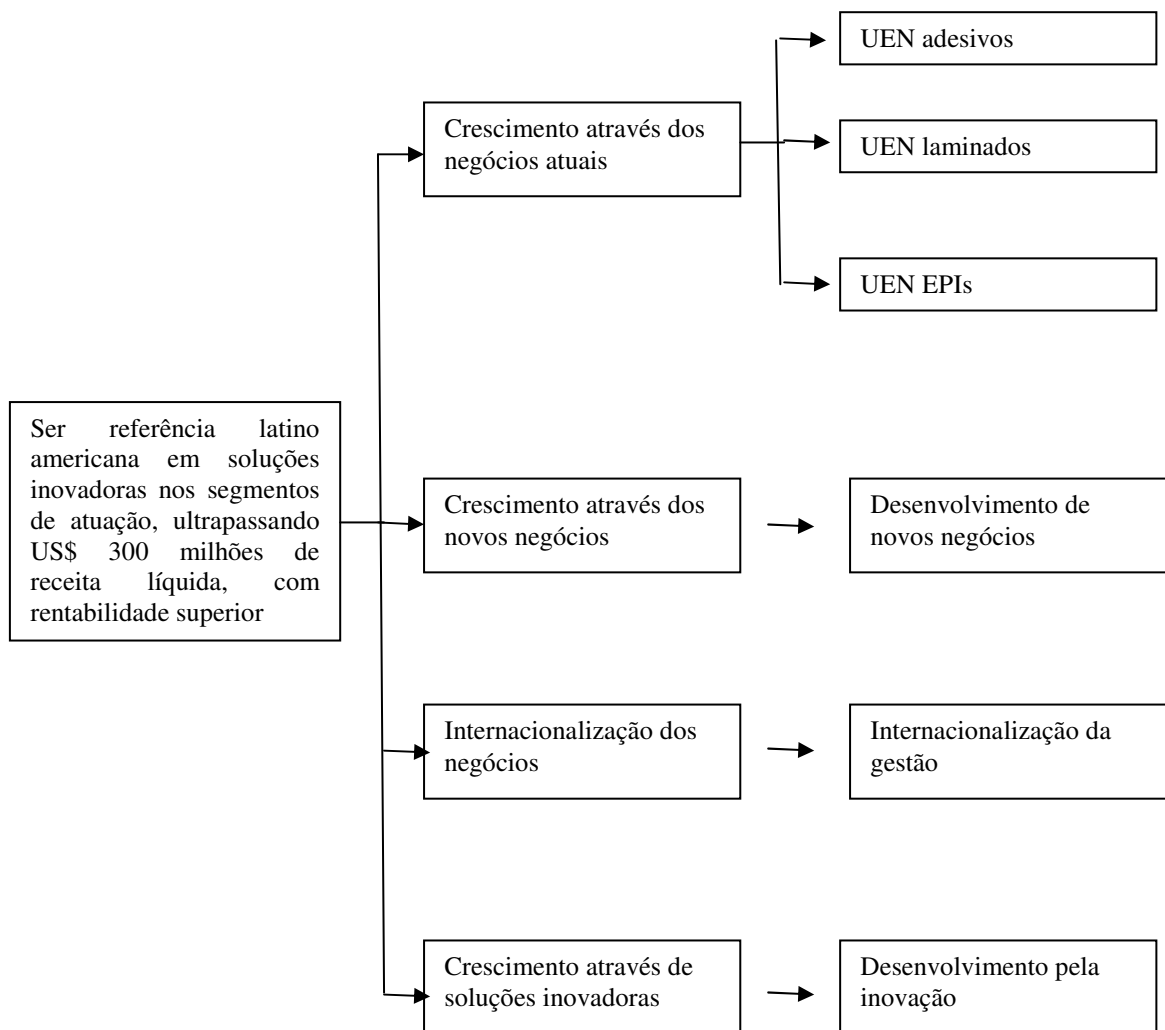 UEN adesivos
Crescimento através dos
negócios atuais
UEN laminados
UEN EPIs
Ser referência latino
americana em soluções
inovadoras nos segmentos
de atuação, ultrapassando
US$ 300 milhões de
receita líquida, com
rentabilidade superior
Crescimento através dos
novos negócios
Desenvolvimento de
novos negócios
Internacionalização dos
negócios
Internacionalização da
gestão
Crescimento através de
soluções inovadoras
Desenvolvimento pela
inovação